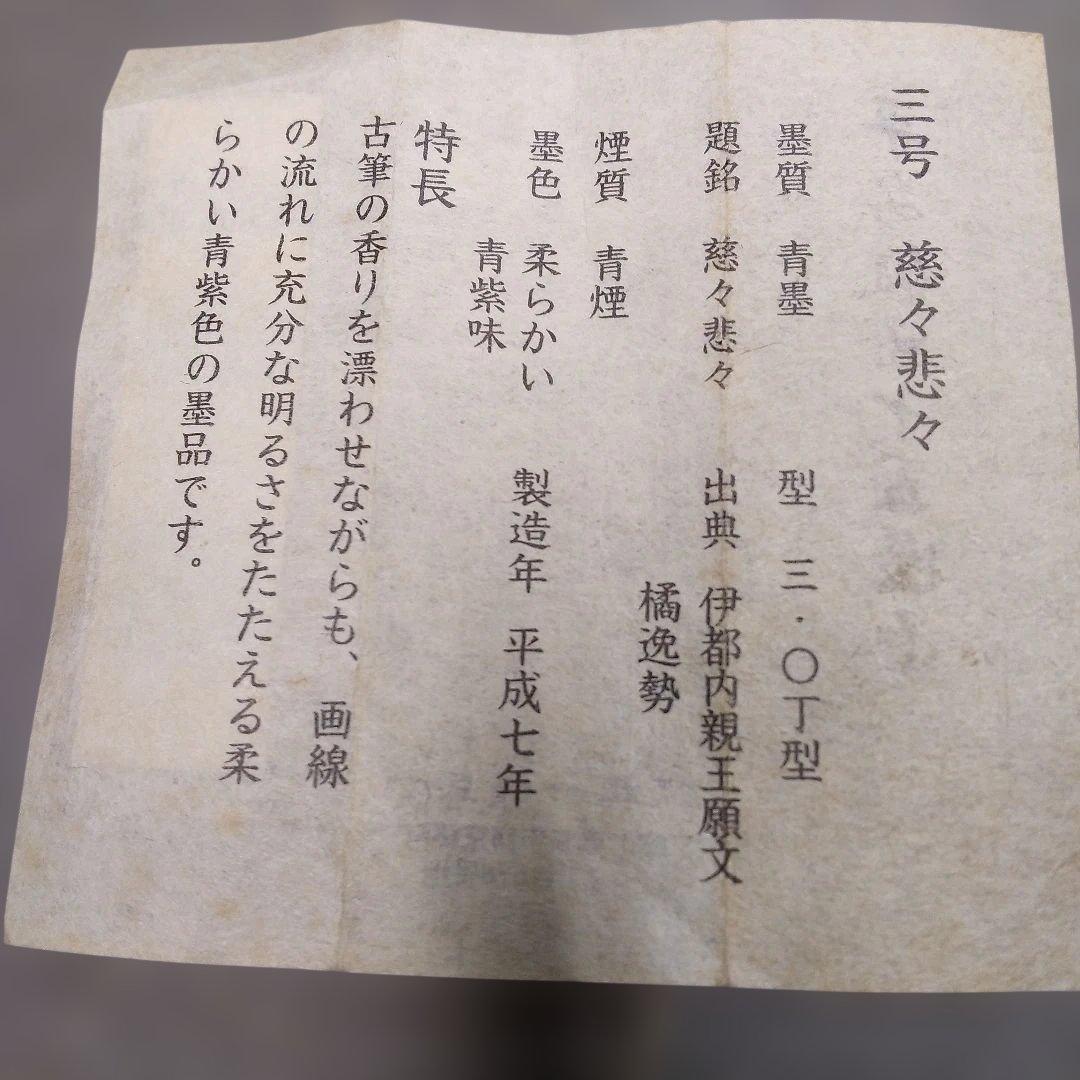 三号　慈々悲々
墨質　青墨　型　三・〇丁型
題銘　慈々悲々　出典　伊都内親王願文
橘逸勢
煙質　青煙
墨色　柔らかい　製造年　平成七年
青紫味
特長
古筆の香りを漂わせながらも、画線
の流れに充分な明るさをたたえる柔
らかい青紫色の墨品です。